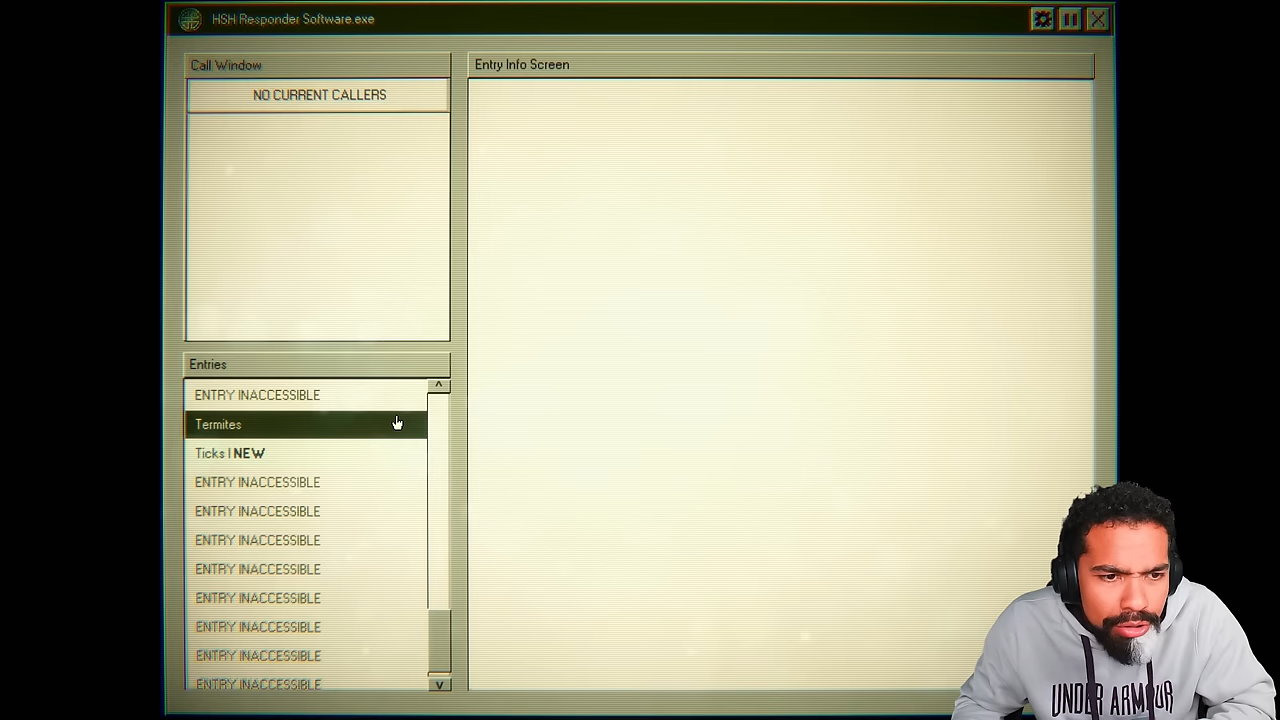 HSH Responder Software.exe
Call Window
NO CURRENT CALLERS
Entry Info Screen
Entries
ENTRY INACCESSIBLE
Termites
Ticks | NEW
ENTRY INACCESSIBLE
ENTRY INACCESSIBLE
ENTRY INACCESSIBLE
ENTRY INACCESSIBLE
ENTRY INACCESSIBLE
ENTRY INACCESSIBLE
ENTRY INACCESSIBLE
ENTRY INACCESSIBLE
UNDER ARMOUR